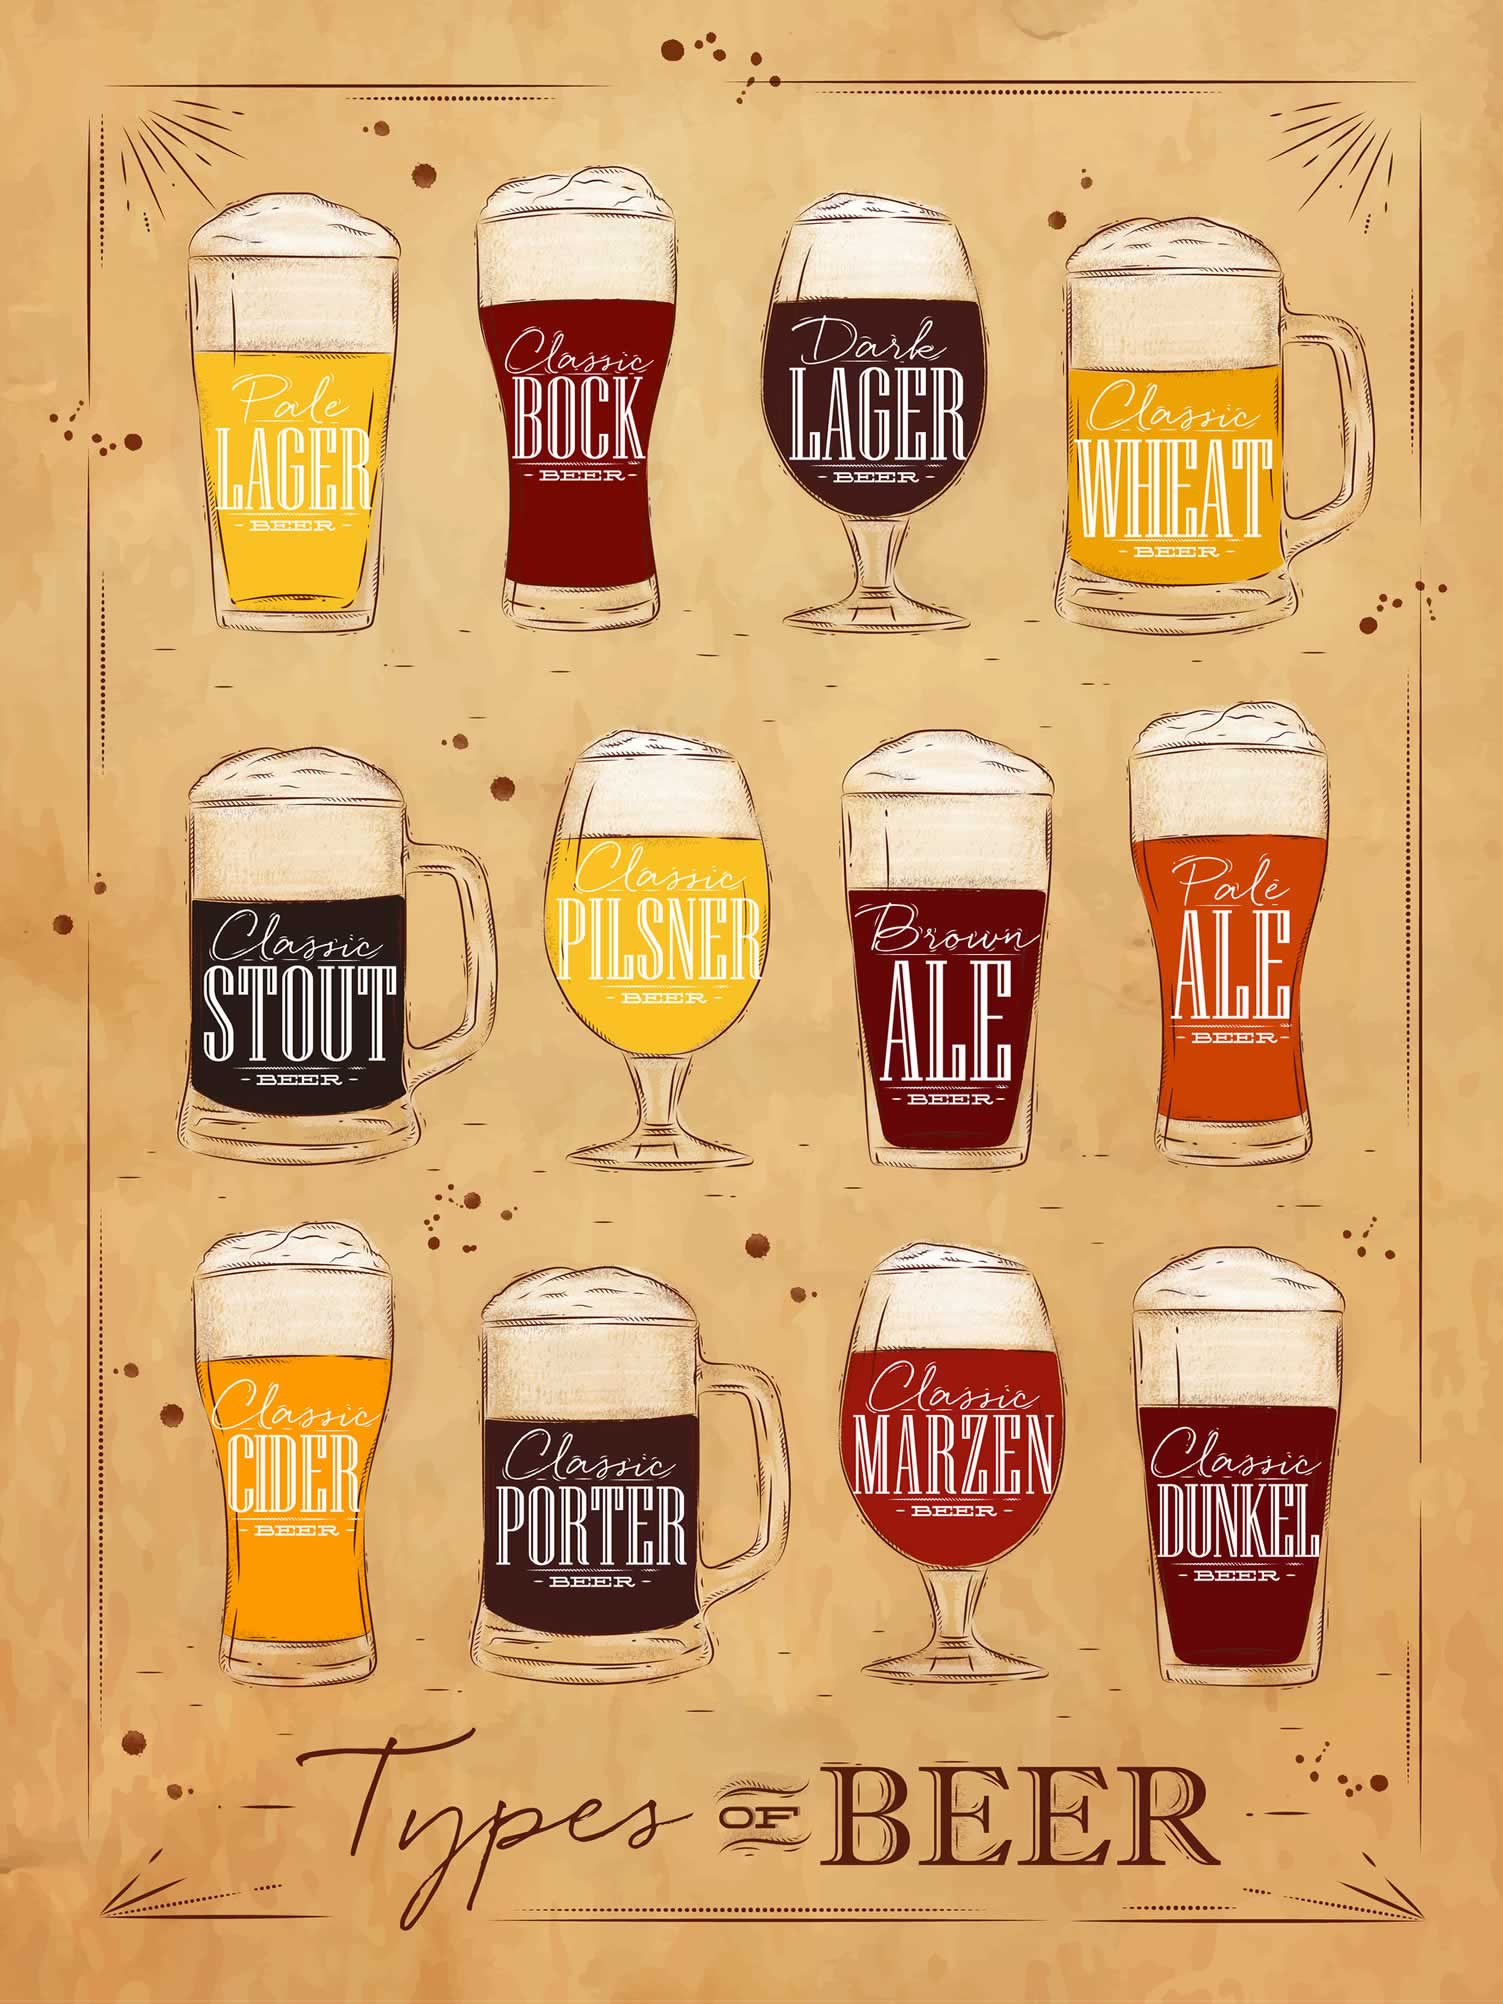 Pale
LAGER
- BEER -
Classic
BOCK
- BEER -
Dark
LAGER
- BEER -
Classic
WHEAT
- BEER -
Classic
STOUT
- BEER -
Classic
PILSNER
- BEER -
Brown
ALE
- BEER -
Pale
ALE
- BEER -
Classic
CIDER
- BEER -
Classic
PORTER
- BEER -
Classic
MARZEN
- BEER -
Classic
DUNKEL
- BEER -
Types OF BEER